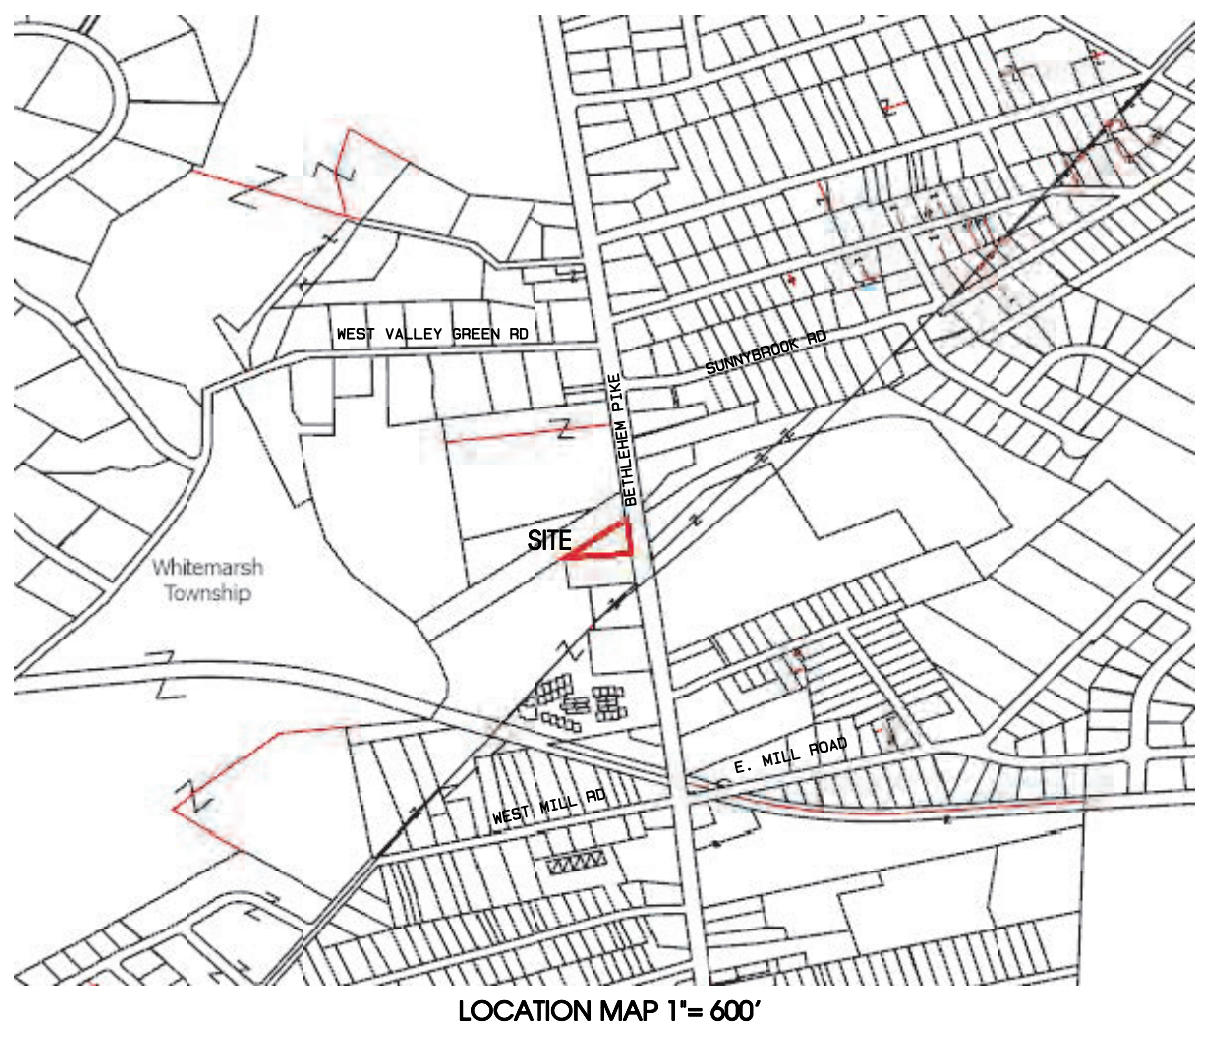 WEST VALLEY GREEN RD
SUNNYBROOK RD
BETHLEHEM PIKE
SITE
Whitemarsh
Township
E. MILL ROAD
WEST MILL RD
LOCATION MAP 1"= 600'